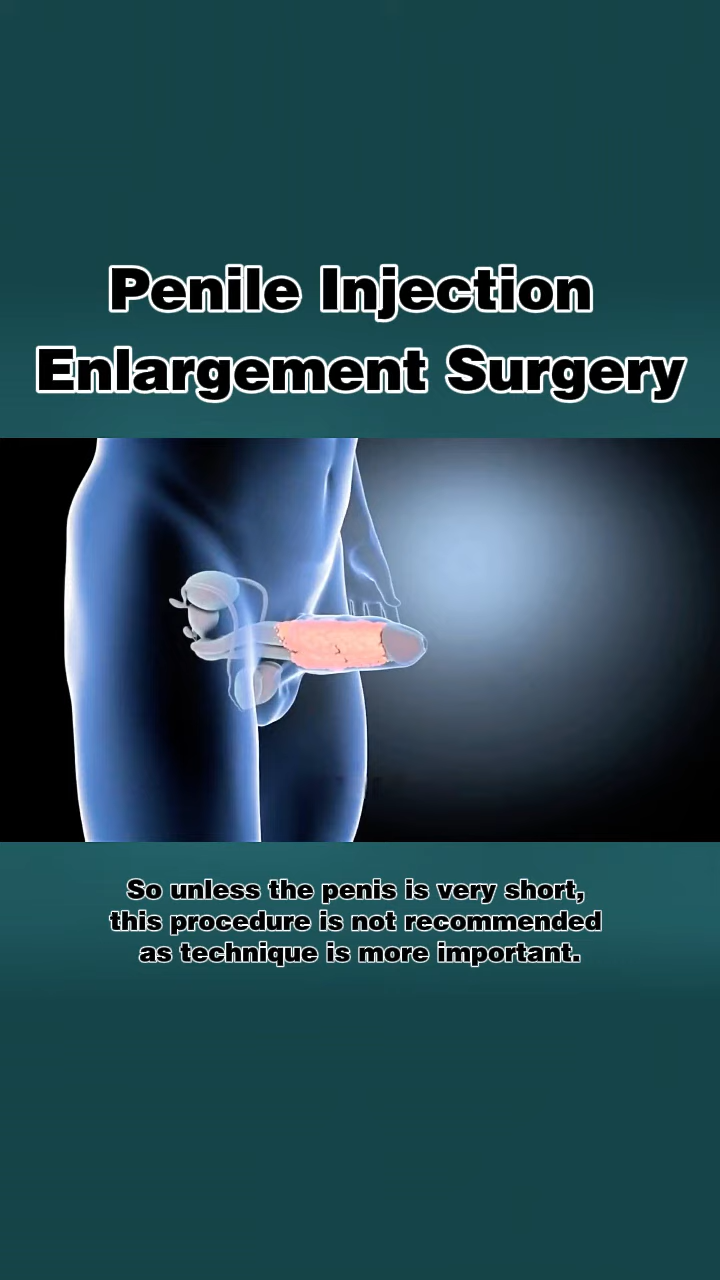 Penile Injection
Enlargement Surgery
So unless the penis is very short,
this procedure is not recommended
as technique is more important.